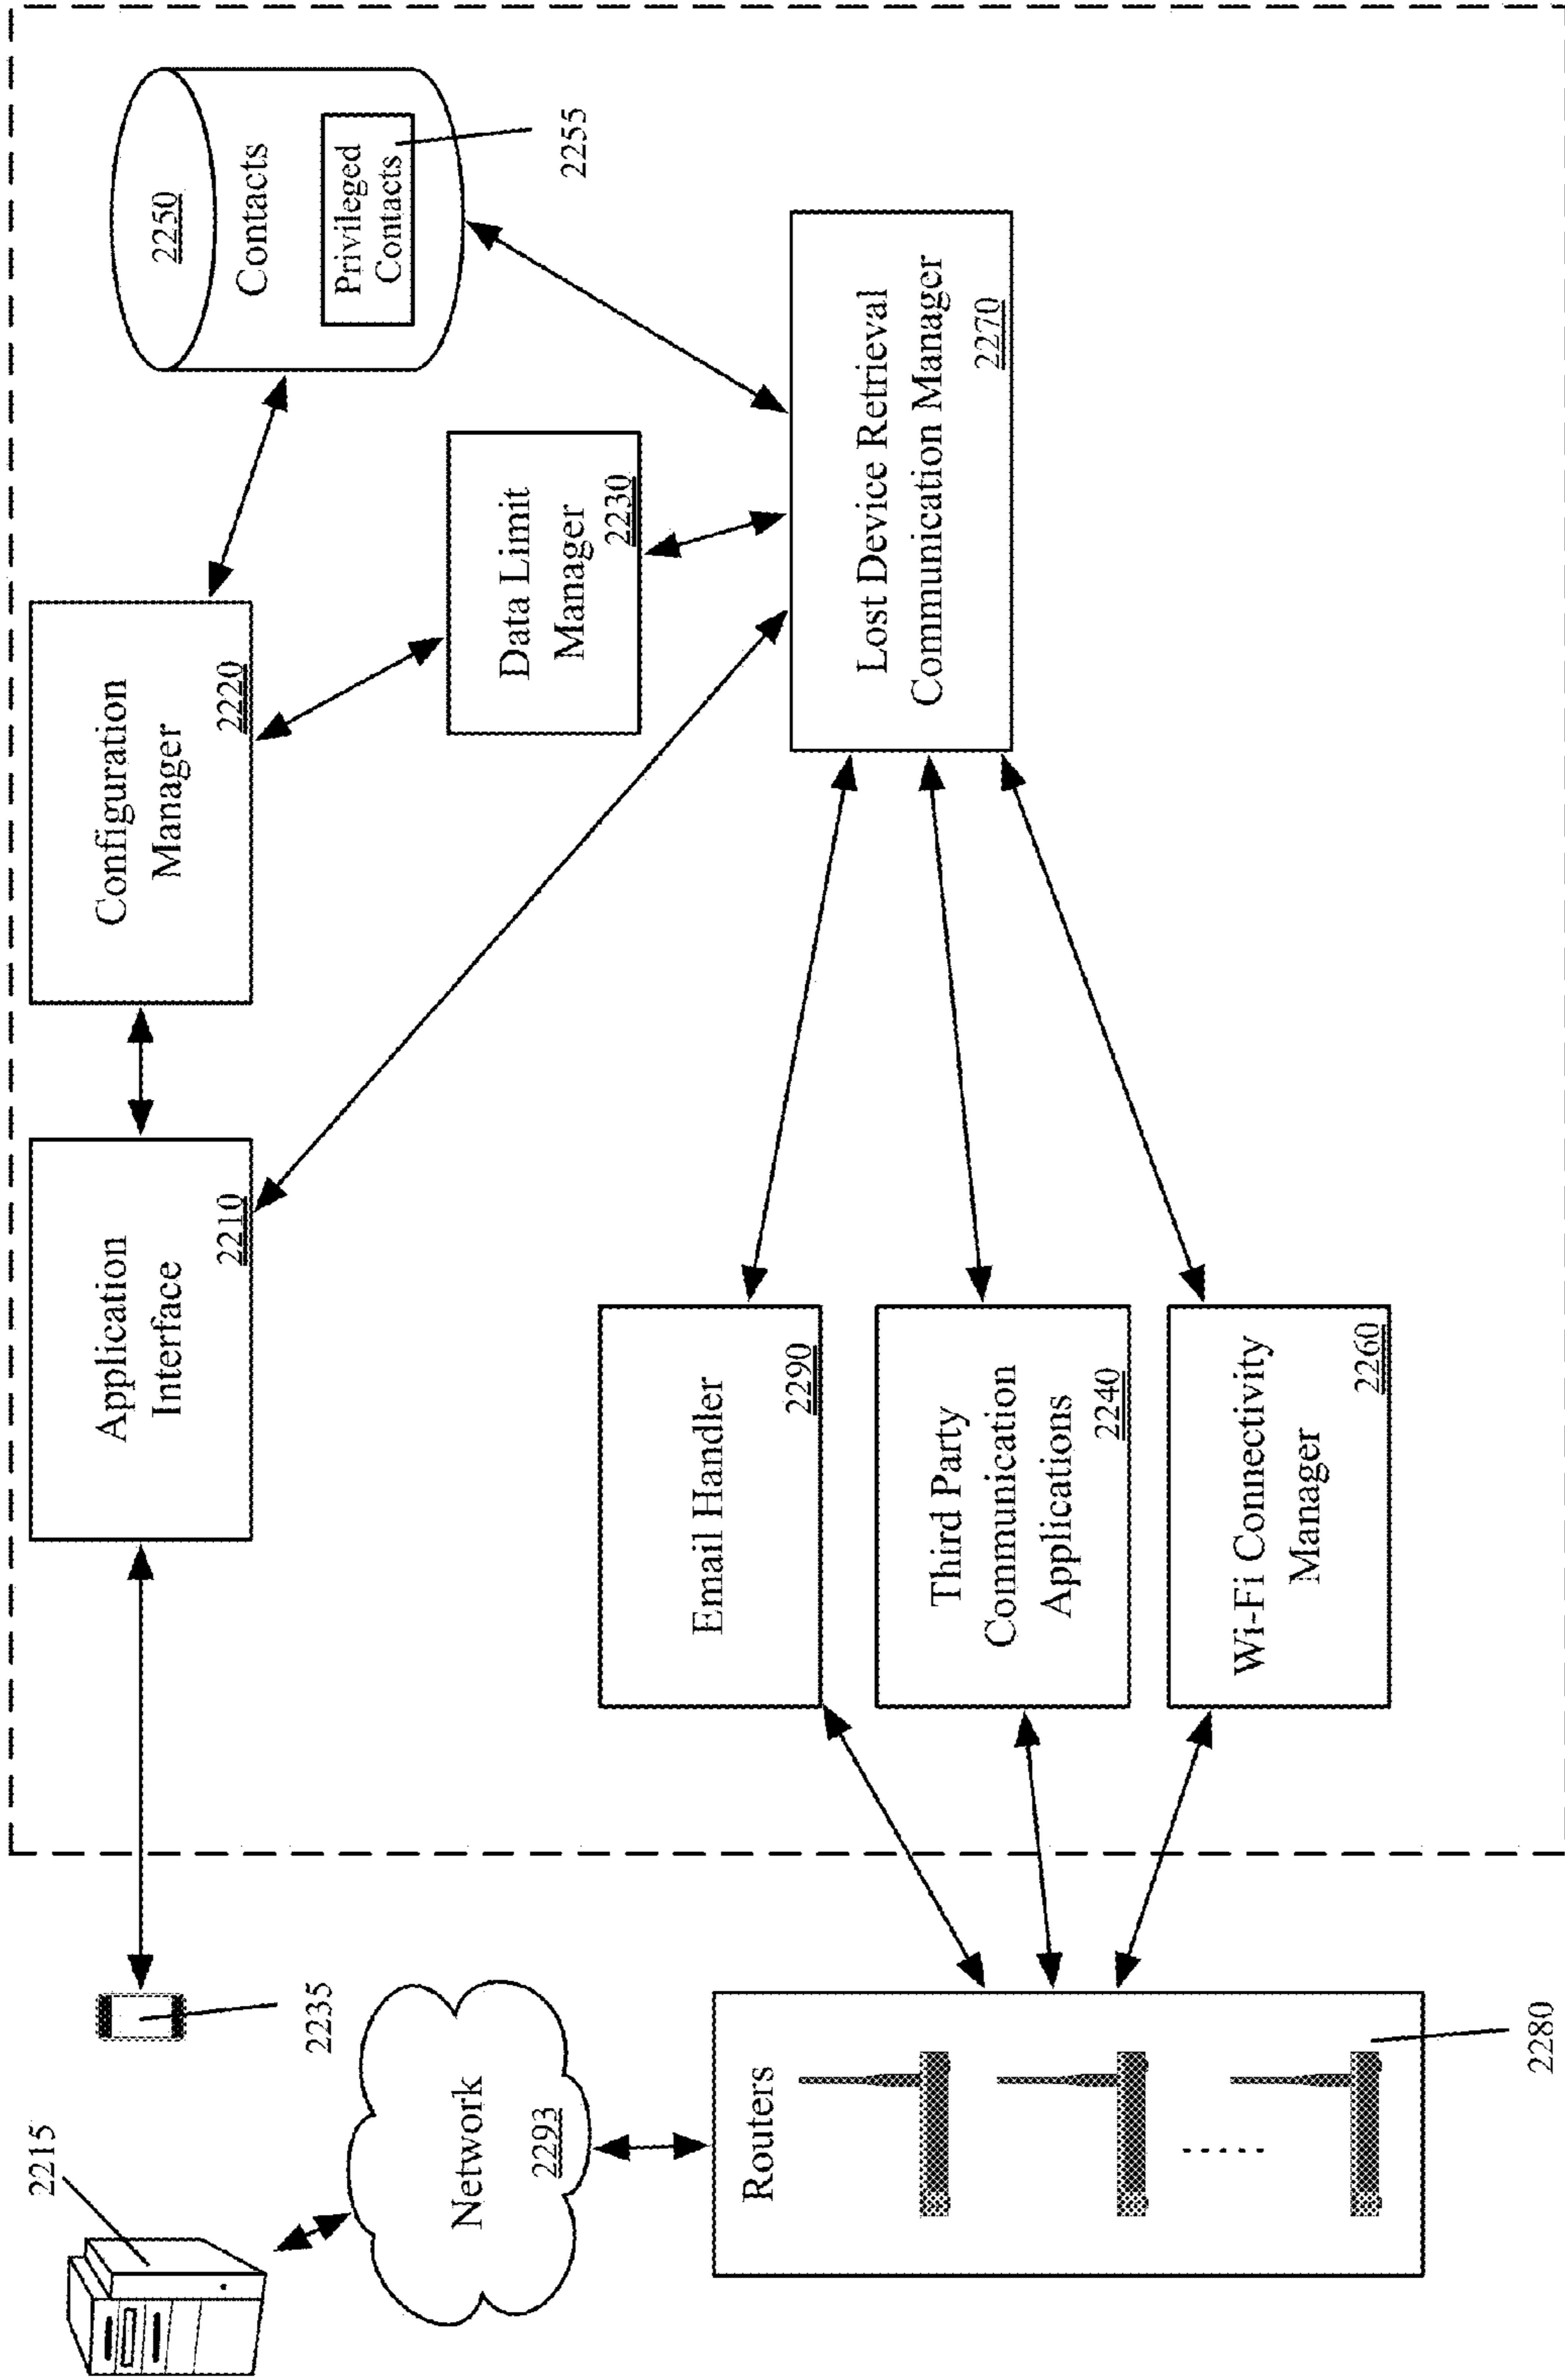 2215
2235
Application
Interface
2210
Configuration
Manager
2220
2250
Contacts
Privileged
Contacts
2255
Data Limit
Manager
2230
Network
2293
Email Handler
2290
Lost Device Retrieval
Communication Manager
2270
Routers
Third Party
Communication
Applications
2240
Wi-Fi Connectivity
Manager
2260
2280